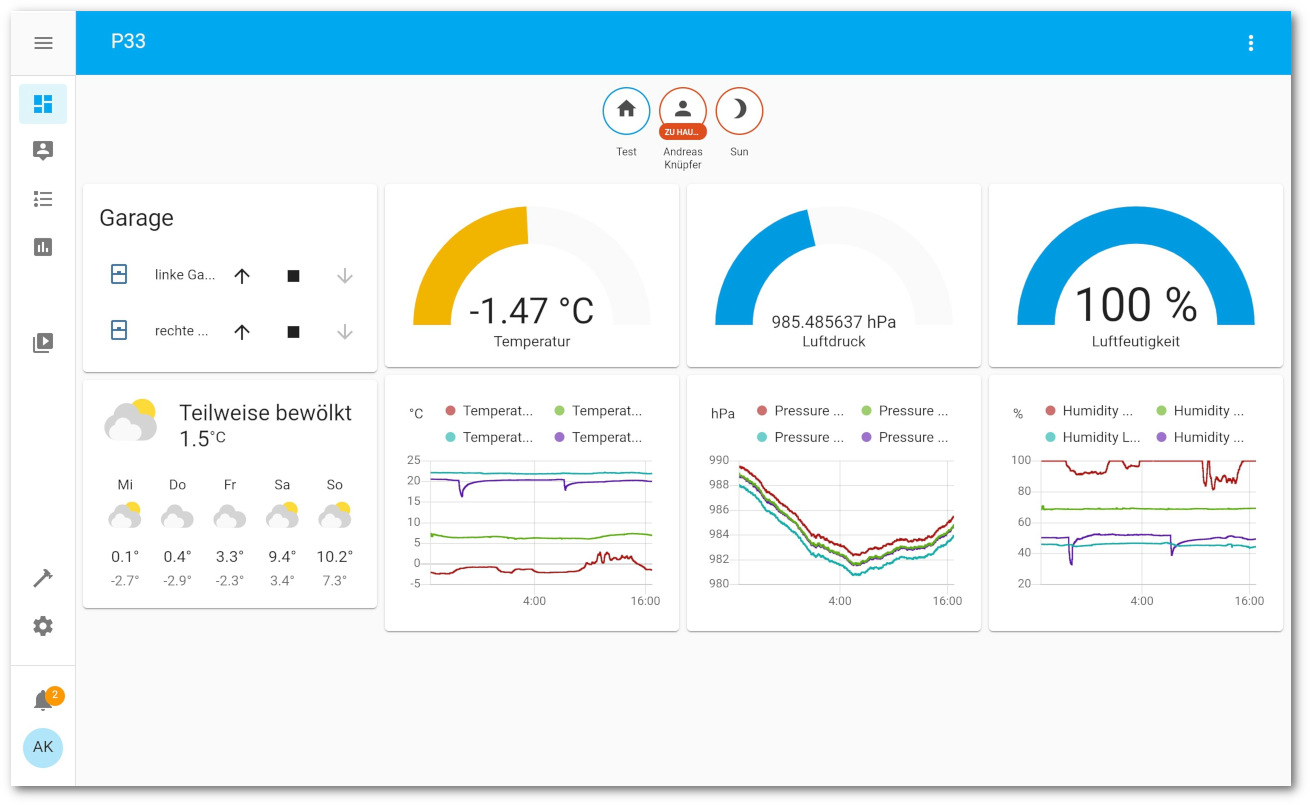 P33
ZU HAU...
Test
Andreas
Knüpfer
Sun
Garage
linke Ga...
rechte ...
-1.47 °C
Temperatur
985.485637 hPa
Luftdruck
100 %
Luftfeutigkeit
Teilweise bewölkt
1.5°C
Mi Do Fr Sa So
0.1° 0.4° 3.3° 9.4° 10.2°
-2.7° -2.9° -2.3° 3.4° 7.3°
°C
Temperat... Temperat...
Temperat... Temperat...
25
20
15
10
5
0
-5
4:00 16:00
hPa
Pressure ... Pressure ...
Pressure ... Pressure ...
990
988
986
984
982
980
4:00 16:00
%
Humidity ... Humidity ...
Humidity L... Humidity ...
100
80
60
40
20
4:00 16:00
2
AK